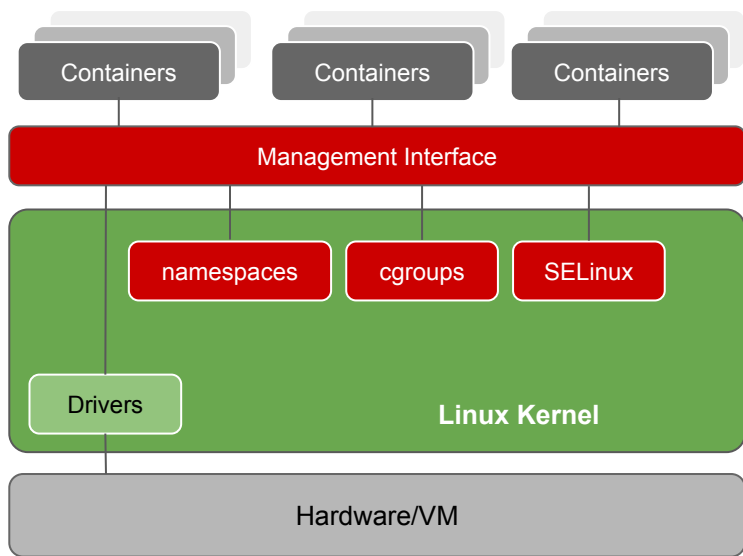 Containers
Containers
Containers
Management Interface
namespaces
cgroups
SELinux
Drivers
Linux Kernel
Hardware/VM